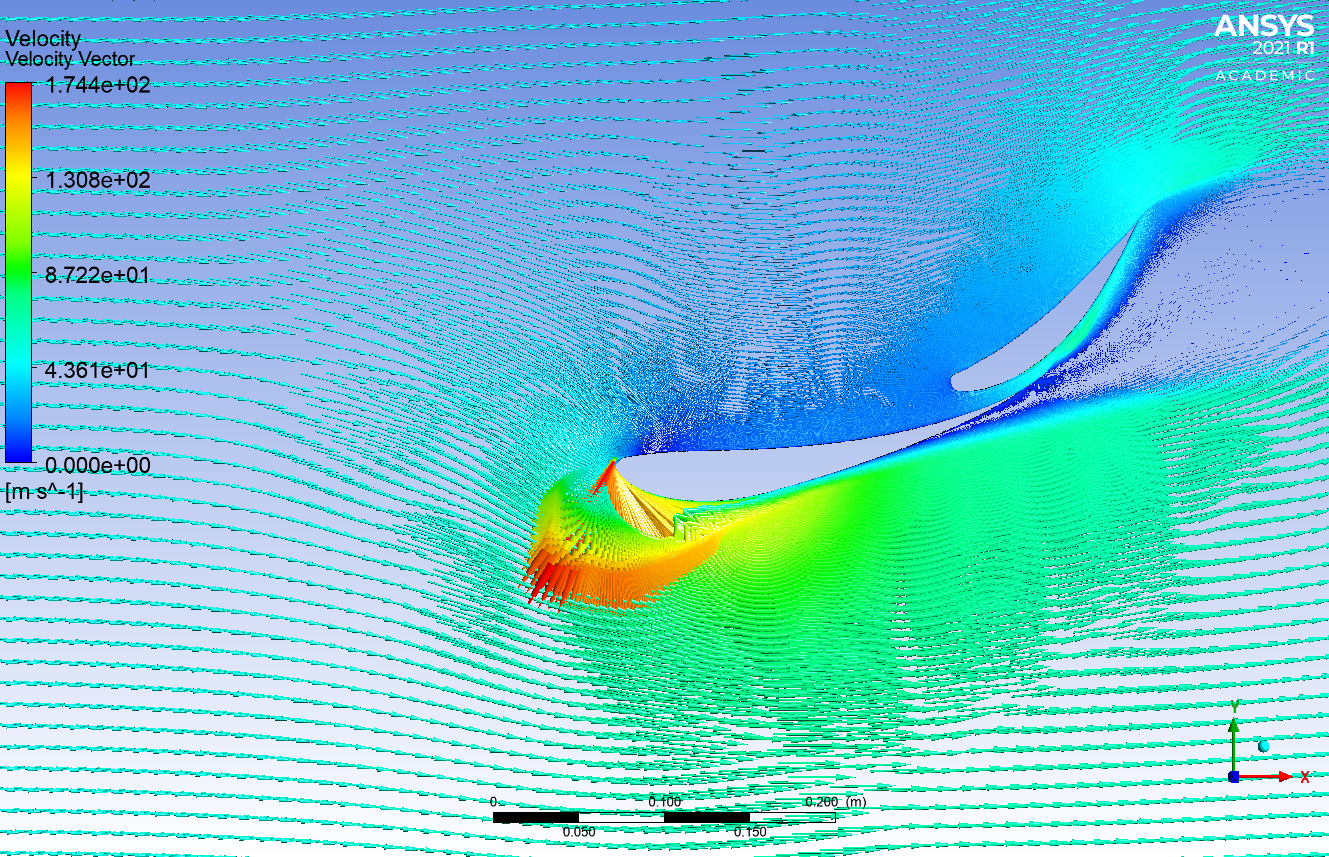 ANSYS
2021 R1
ACADEMIC
Velocity
Velocity Vector
1.744e+02
1.308e+02
8.722e+01
4.361e+01
0.000e+00
[m s^-1]
Y
X
0 0.100 0.200 (m)
0.050 0.150